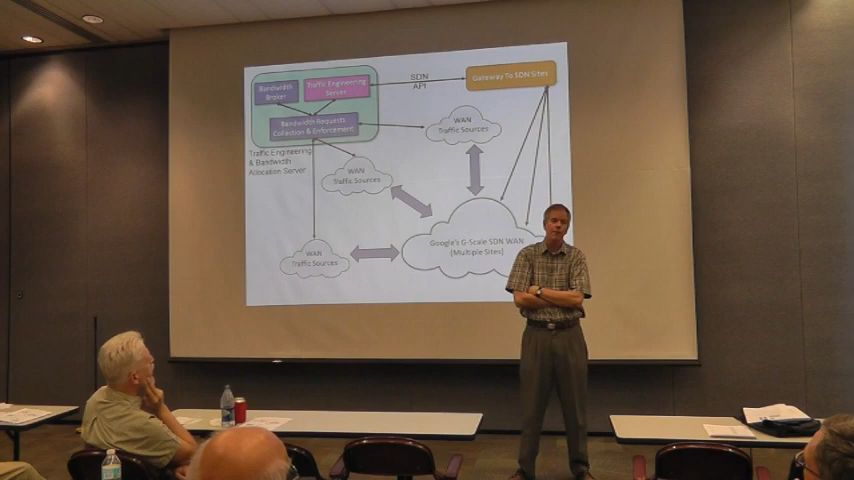 Bandwidth
Broker
Traffic Engineering
Server
SDN
API
Gateway To SDN Sites
Bandwidth Requests
Collection & Enforcement
WAN
Traffic Sources
Traffic Engineering
& Bandwidth
Allocation Server
WAN
Traffic Sources
Google's G-Scale SDN WAN
(Multiple Sites)
WAN
Traffic Sources